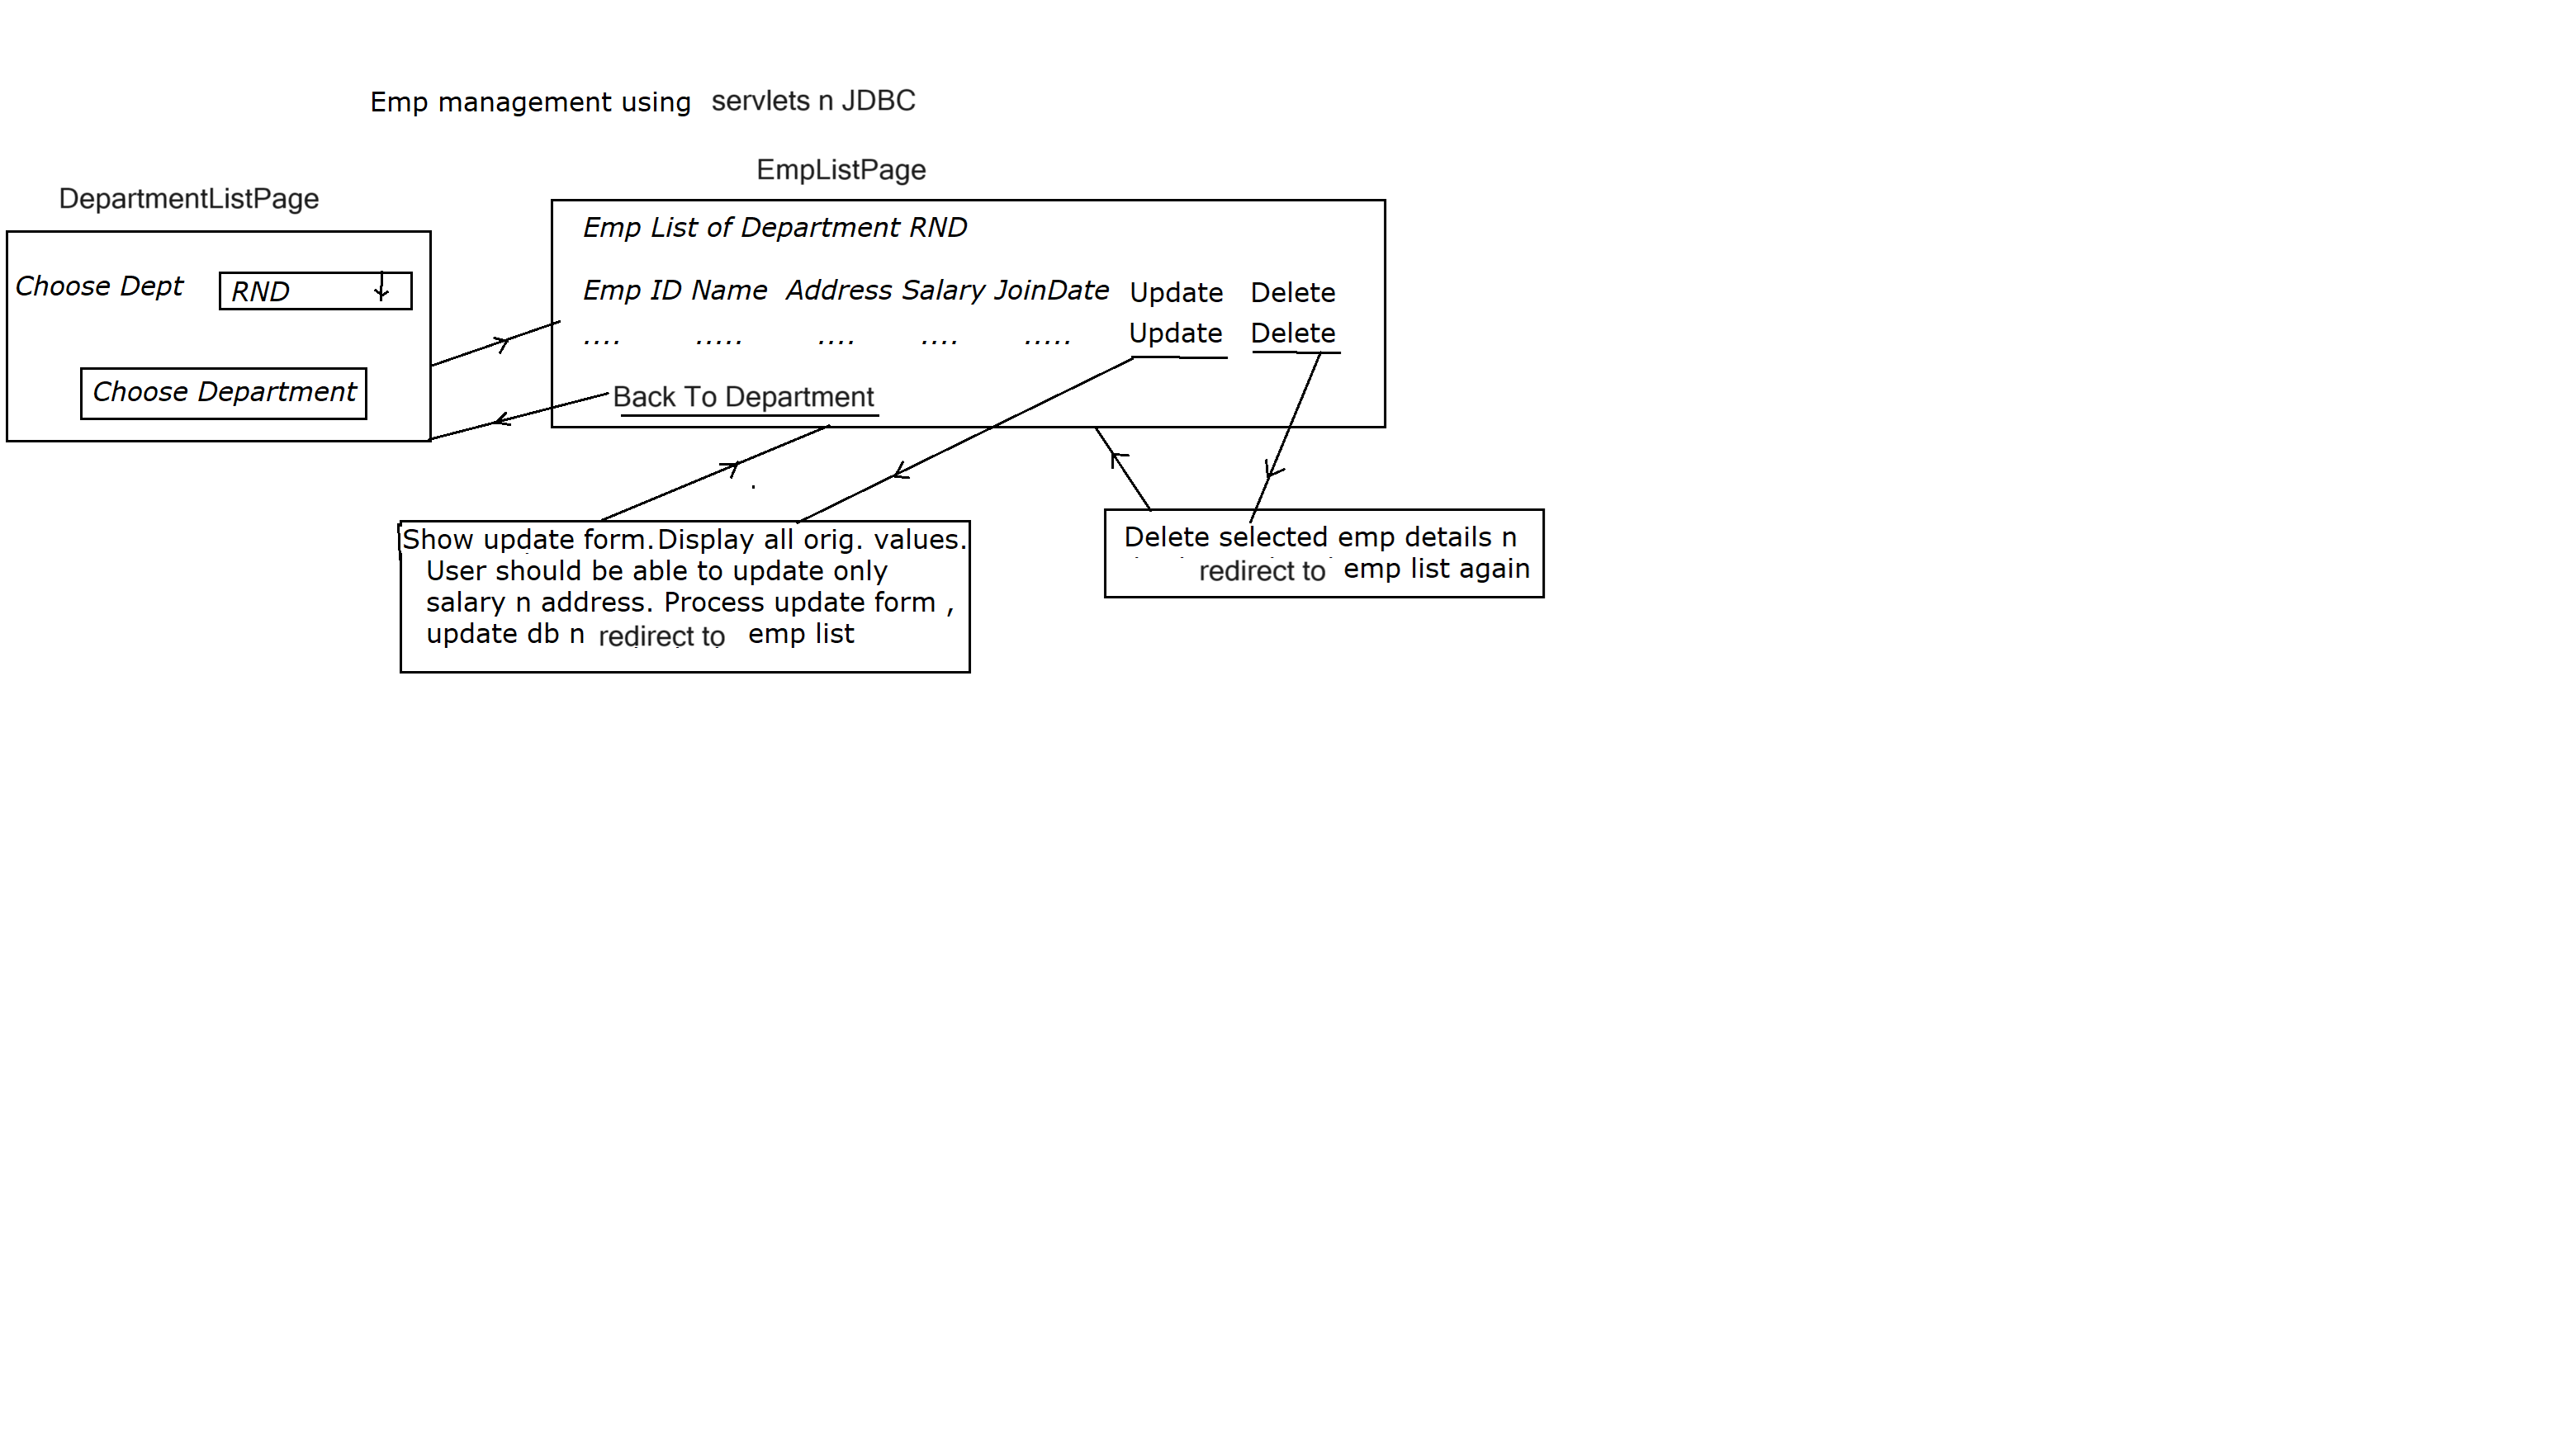 Emp management using servlets n JDBC
DepartmentListPage
Choose Dept RND
Choose Department
EmpListPage
Emp List of Department RND
Emp ID Name Address Salary JoinDate Update Delete
.... ..... .... .... ..... Update Delete
Back To Department
Show update form.Display all orig. values.
User should be able to update only
salary n address. Process update form ,
update db n redirect to emp list
Delete selected emp details n
redirect to emp list again